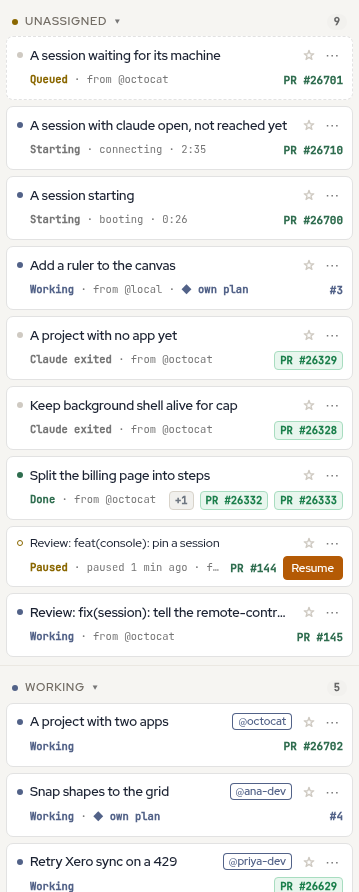 UNASSIGNED ▾ 9
A session waiting for its machine ☆ ···
Queued · from @octocat PR #26701
A session with claude open, not reached yet ☆ ···
Starting · connecting · 2:35 PR #26710
A session starting ☆ ···
Starting · booting · 0:26 PR #26700
Add a ruler to the canvas ☆ ···
Working · from @local · ◆ own plan #3
A project with no app yet ☆ ···
Claude exited · from @octocat PR #26329
Keep background shell alive for cap ☆ ···
Claude exited · from @octocat PR #26328
Split the billing page into steps ☆ ···
Done · from @octocat +1 PR #26332 PR #26333
Review: feat(console): pin a session ☆ ···
Paused · paused 1 min ago · f… PR #144 Resume
Review: fix(session): tell the remote-contr… ☆ ···
Working · from @octocat PR #145
WORKING ▾ 5
A project with two apps @octocat ☆ ···
Working PR #26702
Snap shapes to the grid @ana-dev ☆ ···
Working · ◆ own plan #4
Retry Xero sync on a 429 @priya-dev ☆ ···
Working PR #26629